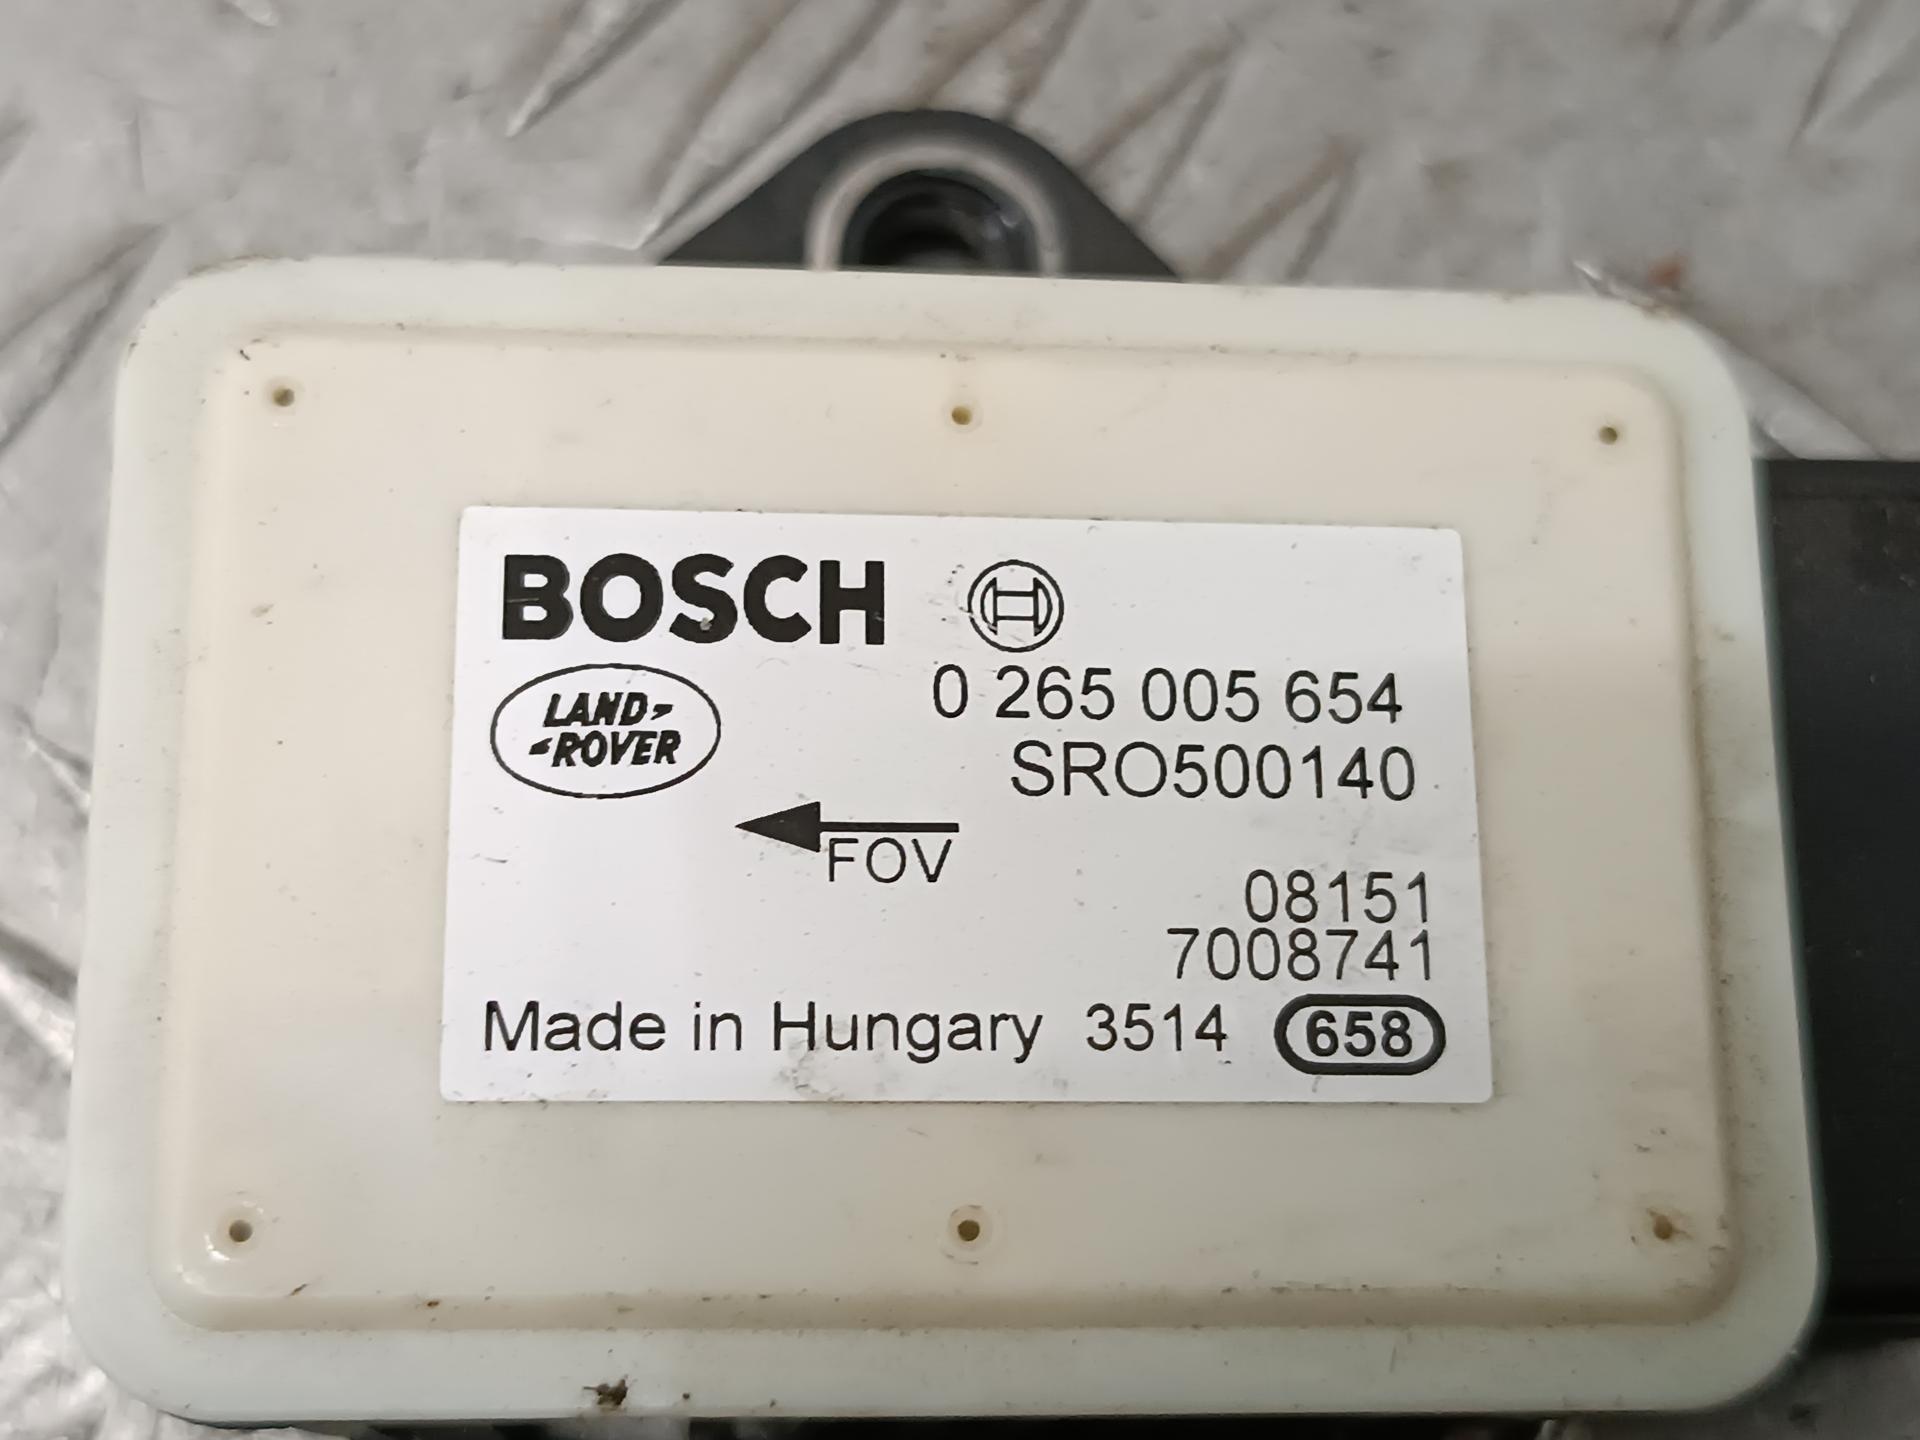 BOSCH
0 265 005 654
LAND-
-ROVER
SRO500140
FOV
08151
7008741
Made in Hungary 3514 658